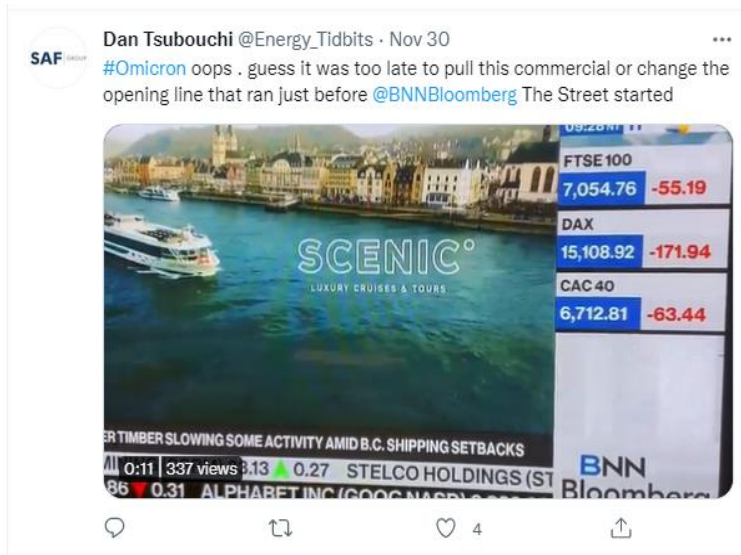 SAF GROUP
Dan Tsubouchi @Energy_Tidbits · Nov 30
#Omicron oops . guess it was too late to pull this commercial or change the
opening line that ran just before @BNNBloomberg The Street started
SCENIC°
LUXURY CRUISES & TOURS
FTSE 100
7,054.76 -55.19
DAX
15,108.92 -171.94
CAC 40
6,712.81 -63.44
ER TIMBER SLOWING SOME ACTIVITY AMID B.C. SHIPPING SETBACKS
0:11 337 views
.13 0.27 STELCO HOLDINGS (ST
86 0.31 ALPHABET INC (GOOG NASD)
BNN
Bloomberg
4